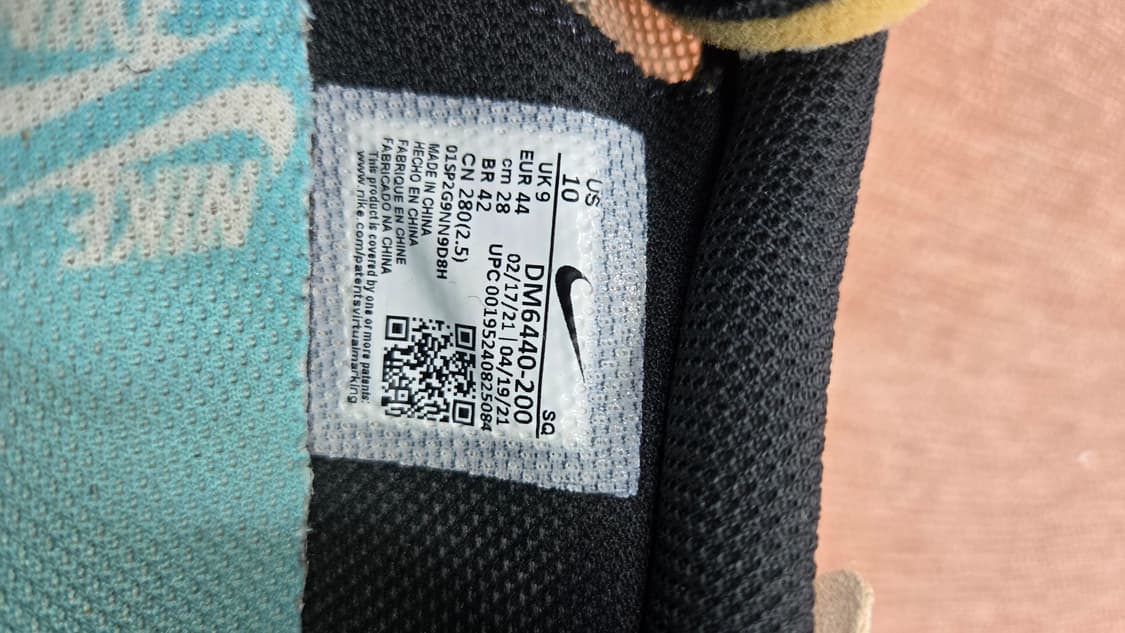 US
10
SQ
UK 9
EUR 44
cm 28
BR 42
CN 280(2.5)
DM6440-200
02/17/21 | 04/19/21
UPC 00195240825084
01SP2G9NN9D8H
MADE IN CHINA
HECHO EN CHINA
FABRIQUE EN CHINE
FABRICADO NA CHINA
This product is covered by one or more patents:
www.nike.com/patentsvirtualmarking
NIKE